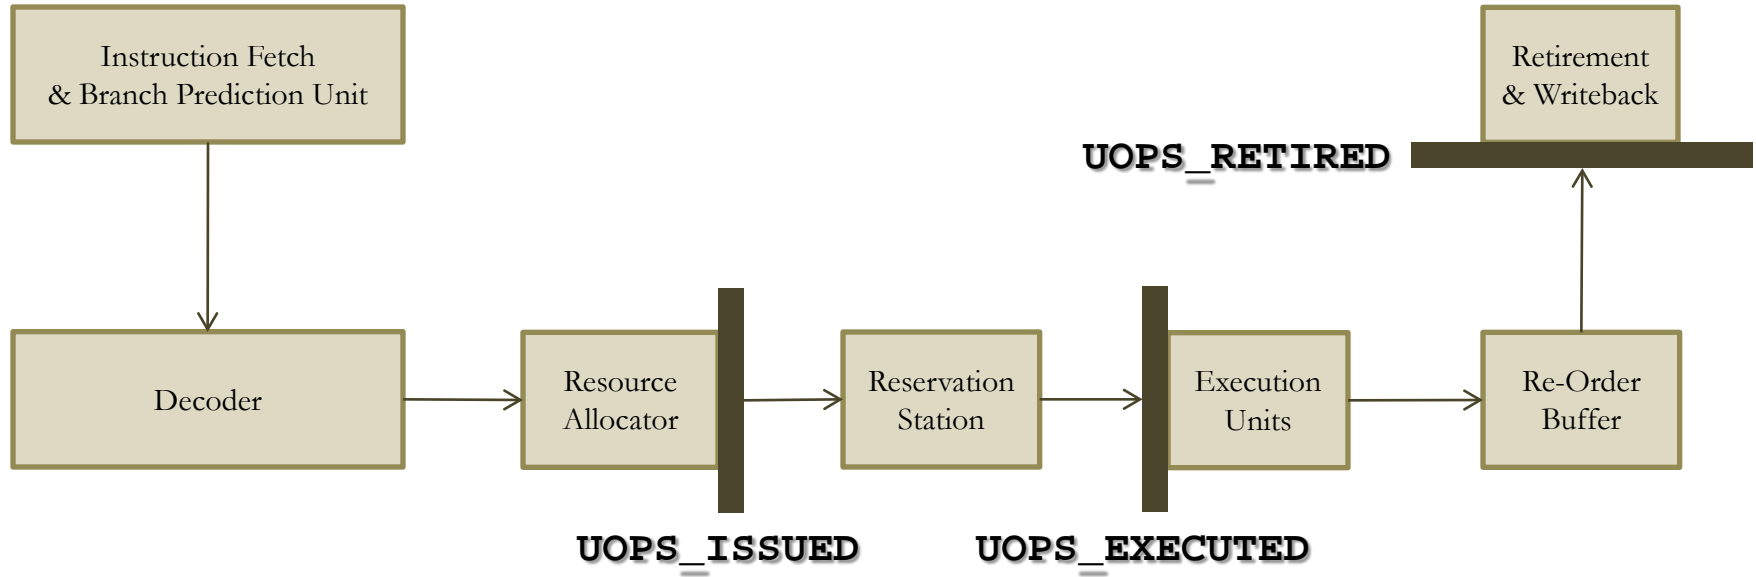 Instruction Fetch
& Branch Prediction Unit
Retirement
& Writeback
UOPS_RETIRED
Decoder
Resource
Allocator
Reservation
Station
Execution
Units
Re-Order
Buffer
UOPS_ISSUED
UOPS_EXECUTED